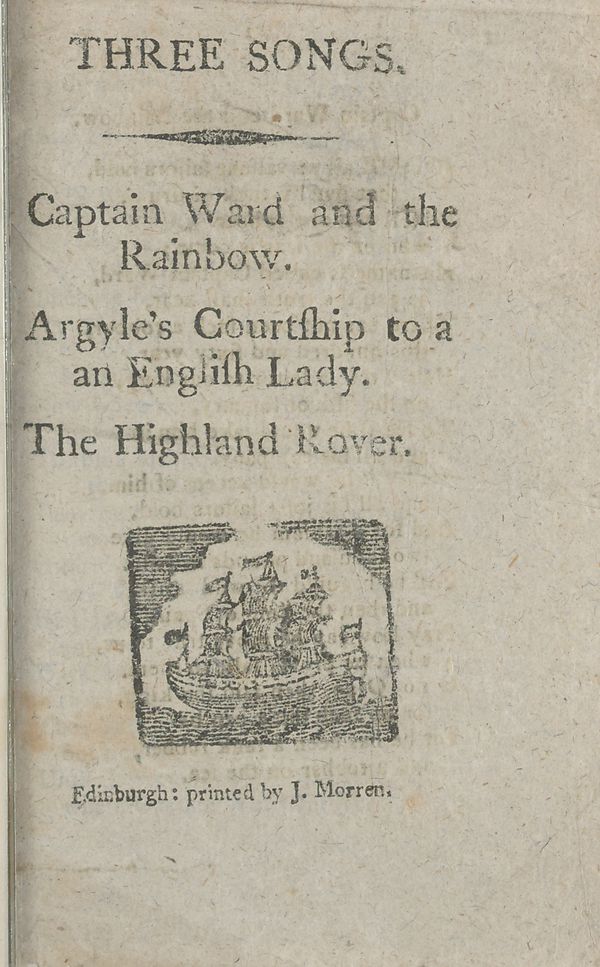 THREE SONGS.
Captain Ward and the
Rainbow.
Argyle's Courtſhip to a
an Engliſh Lady.
The Highland Rover.
Edinburgh: printed by J. Morren.